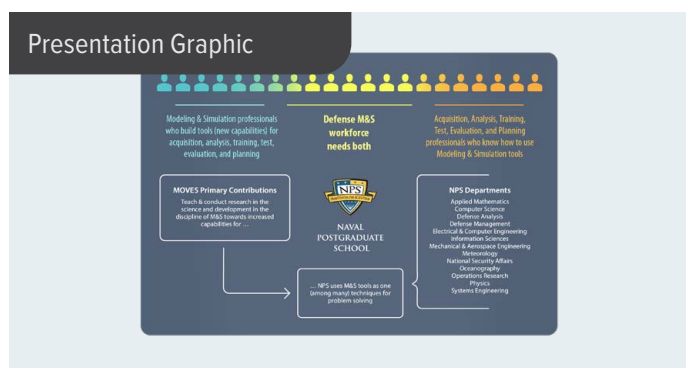 Presentation Graphic
Modeling & Simulation professionals
who build tools (new capabilities) for
acquisition, analysis, training, test,
evaluation, and planning
Defense M&S
workforce
needs both
Acquisition, Analysis, Training,
Test, Evaluation, and Planning
professionals who know how to use
Modeling & Simulation tools
MOVES Primary Contributions
Teach & conduct research in the
science and development in the
discipline of M&S towards increased
capabilities for ...
NPS
NAVAL
POSTGRADUATE
SCHOOL
NPS Departments
Applied Mathematics
Computer Science
Defense Analysis
Defense Management
Electrical & Computer Engineering
Information Sciences
Mechanical & Aerospace Engineering
Meteorology
National Security Affairs
Oceanography
Operations Research
Physics
Systems Engineering
... NPS uses M&S tools as one
(among many) techniques for
problem solving